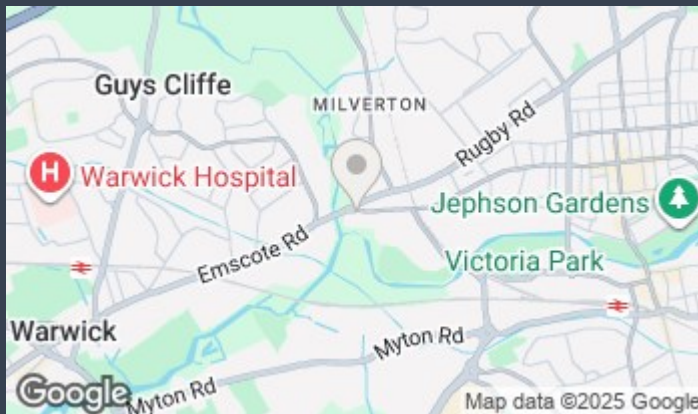 Guys Cliffe
MILVERTON
Rugby Rd
H
Warwick Hospital
Jephson Gardens
Emscote Rd
Victoria Park
Warwick
Myton Rd
Myton Rd
Google
Map data ©2025 Google